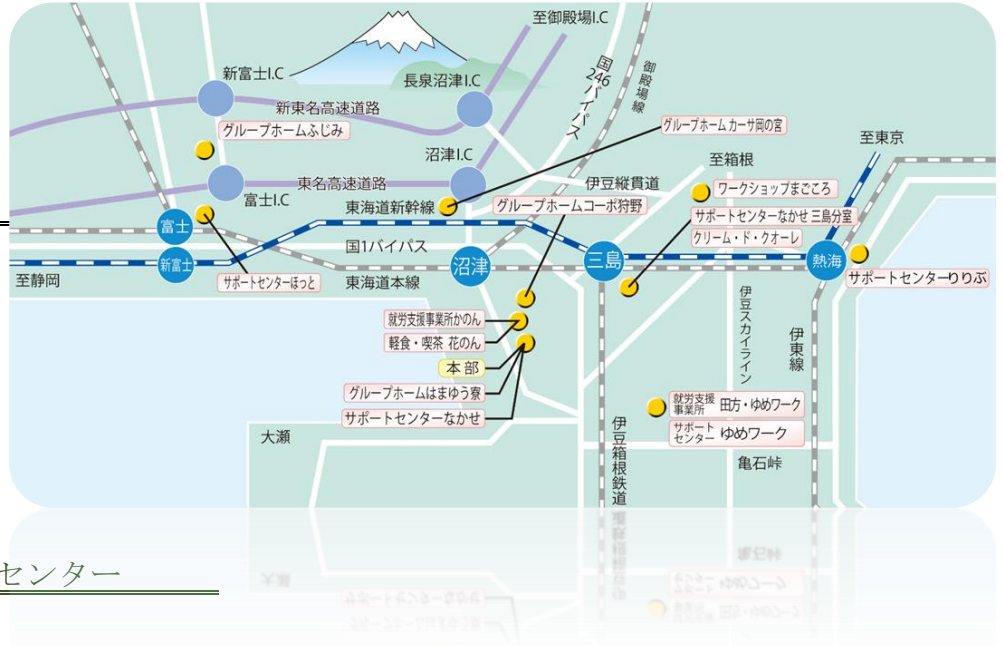 至御殿場I.C
国246バイパス
御殿場線
新富士I.C
長泉沼津I.C
新東名高速道路
グループホームふじみ
グループホーム カーサ岡の宮
至東京
沼津I.C
至箱根
東名高速道路
伊豆縦貫道
ワークショップまごころ
富士I.C
東海道新幹線
グループホームコーポ狩野
サポートセンターなかせ 三島分室
富士
国1バイパス
クリーム・ド・クオーレ
新富士
沼津
三島
熱海
至静岡
サポートセンターほっと
東海道本線
サポートセンターりりぶ
伊豆スカイライン
就労支援事業所かのん
伊東線
軽食・喫茶 花のん
本部
グループホームはまゆう寮
就労支援事業所 田方・ゆめワーク
サポートセンターなかせ
サポートセンター ゆめワーク
大瀬
伊豆箱根鉄道
亀石峠
センター